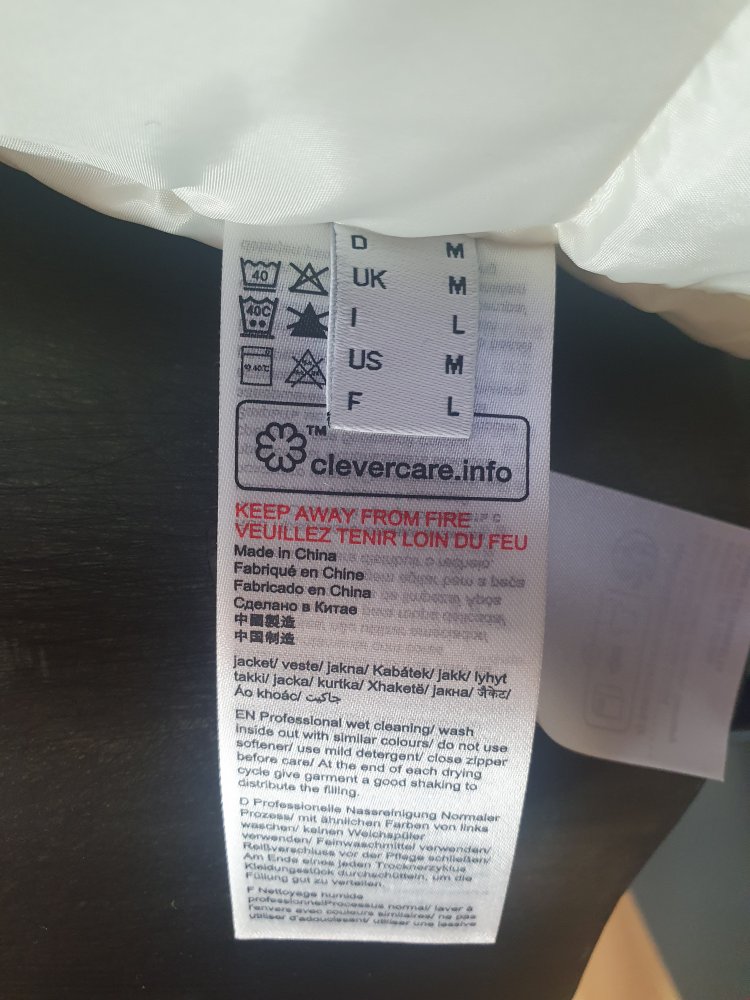 D M
UK M
I L
US M
F L
40
40C
40°C
TM
clevercare.info
KEEP AWAY FROM FIRE
VEUILLEZ TENIR LOIN DU FEU
Made in China
Fabriqué en Chine
Fabricado en China
Сделано в Китае
中國製造
中国制造
jacket/ veste/ jakna/ Kabátek/ jakk/ lyhyt
takki/ jacka/ kurtka/ Xhaketë/ јакна/ जैकेट/
Áo khoác/ جاكيت
EN Professional wet cleaning/ wash
inside out with similar colours/ do not use
softener/ use mild detergent/ close zipper
before care/ At the end of each drying
cycle give garment a good shaking to
distribute the filling.
D Professionelle Nassreinigung Normaler
Prozess/ mit ähnlichen Farben von links
waschen/ keinen Weichspüler
verwenden/ Feinwaschmittel verwenden/
Reißverschluss vor der Pflege schließen/
Am Ende eines jeden Trocknerzyklus
Kleidungsstück durchschütteln, um die
Füllung gut zu verteilen.
F Nettoyage humide
professionnelProcessus normal/ laver à
l'envers avec couleurs similaires/ ne pas
utiliser d'adoucissant/ utiliser une lessive